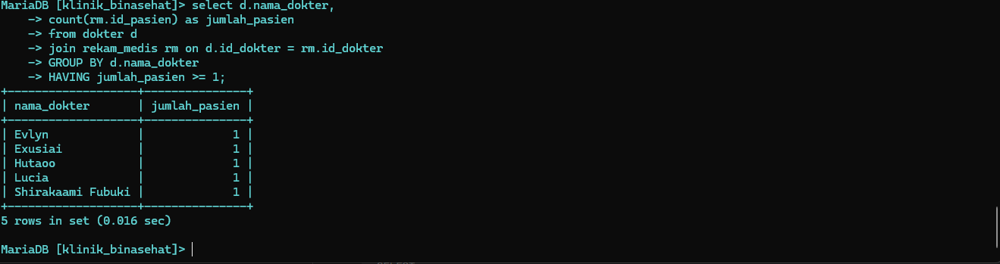 MariaDB [klinik_binasehat]> select d.nama_dokter,
    -> count(rm.id_pasien) as jumlah_pasien
    -> from dokter d
    -> join rekam_medis rm on d.id_dokter = rm.id_dokter
    -> GROUP BY d.nama_dokter
    -> HAVING jumlah_pasien >= 1;
+-------------------+---------------+
| nama_dokter       | jumlah_pasien |
+-------------------+---------------+
| Evlyn             |             1 |
| Exusiai           |             1 |
| Hutaoo            |             1 |
| Lucia             |             1 |
| Shirakaami Fubuki |             1 |
+-------------------+---------------+
5 rows in set (0.016 sec)
MariaDB [klinik_binasehat]>